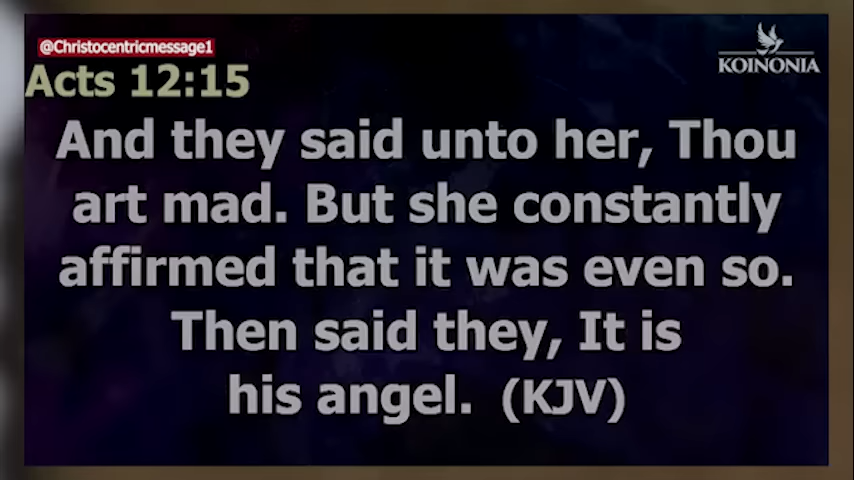 @Christocentricmessage1
KOINONIA
Acts 12:15
And they said unto her, Thou
art mad. But she constantly
affirmed that it was even so.
Then said they, It is
his angel. (KJV)